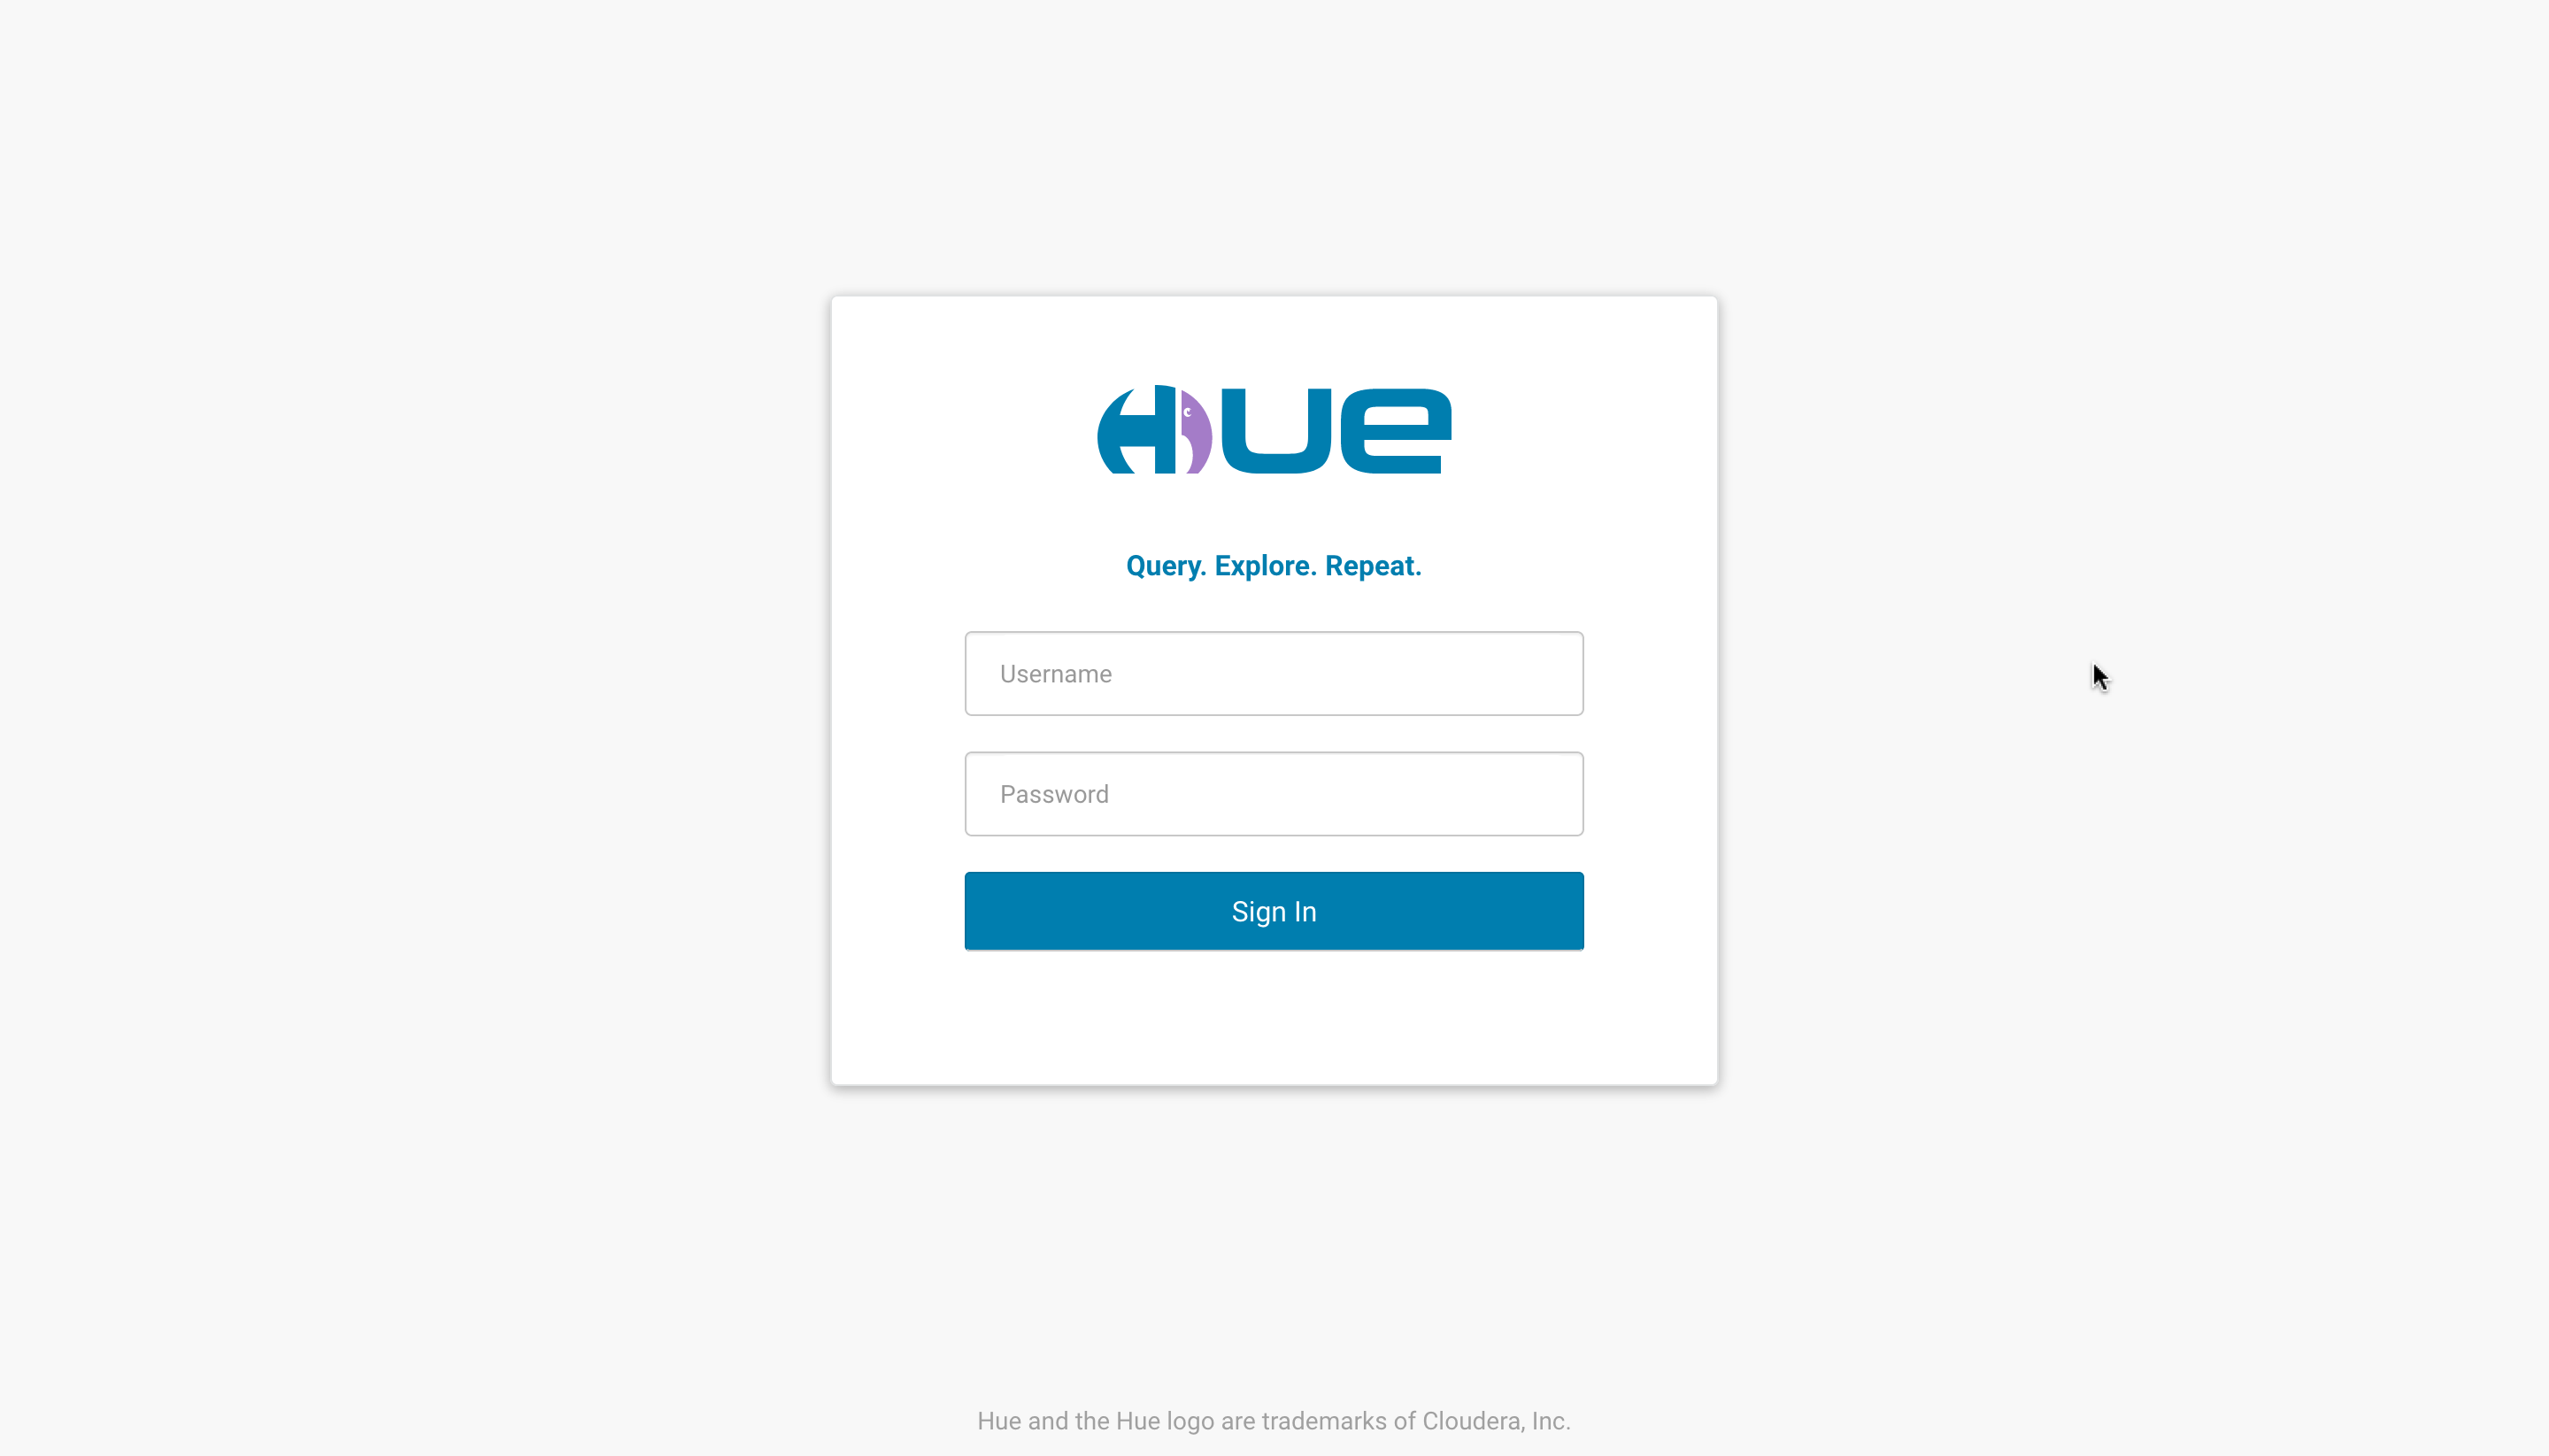 Hue
Query. Explore. Repeat.
Username
Password
Sign In
Hue and the Hue logo are trademarks of Cloudera, Inc.